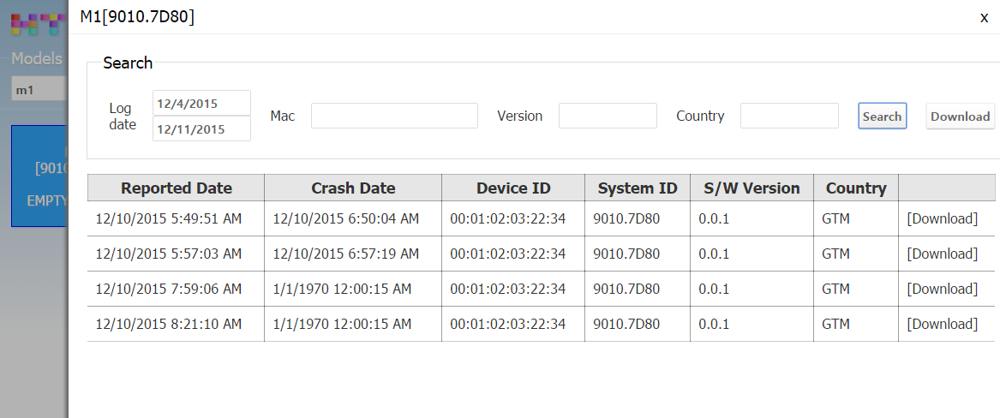 M1[9010.7D80] x
Models
m1
[9010
EMPTY
Search
Log date 12/4/2015 12/11/2015 Mac Version Country Search Download
Reported Date Crash Date Device ID System ID S/W Version Country
12/10/2015 5:49:51 AM 12/10/2015 6:50:04 AM 00:01:02:03:22:34 9010.7D80 0.0.1 GTM [Download]
12/10/2015 5:57:03 AM 12/10/2015 6:57:19 AM 00:01:02:03:22:34 9010.7D80 0.0.1 GTM [Download]
12/10/2015 7:59:06 AM 1/1/1970 12:00:15 AM 00:01:02:03:22:34 9010.7D80 0.0.1 GTM [Download]
12/10/2015 8:21:10 AM 1/1/1970 12:00:15 AM 00:01:02:03:22:34 9010.7D80 0.0.1 GTM [Download]